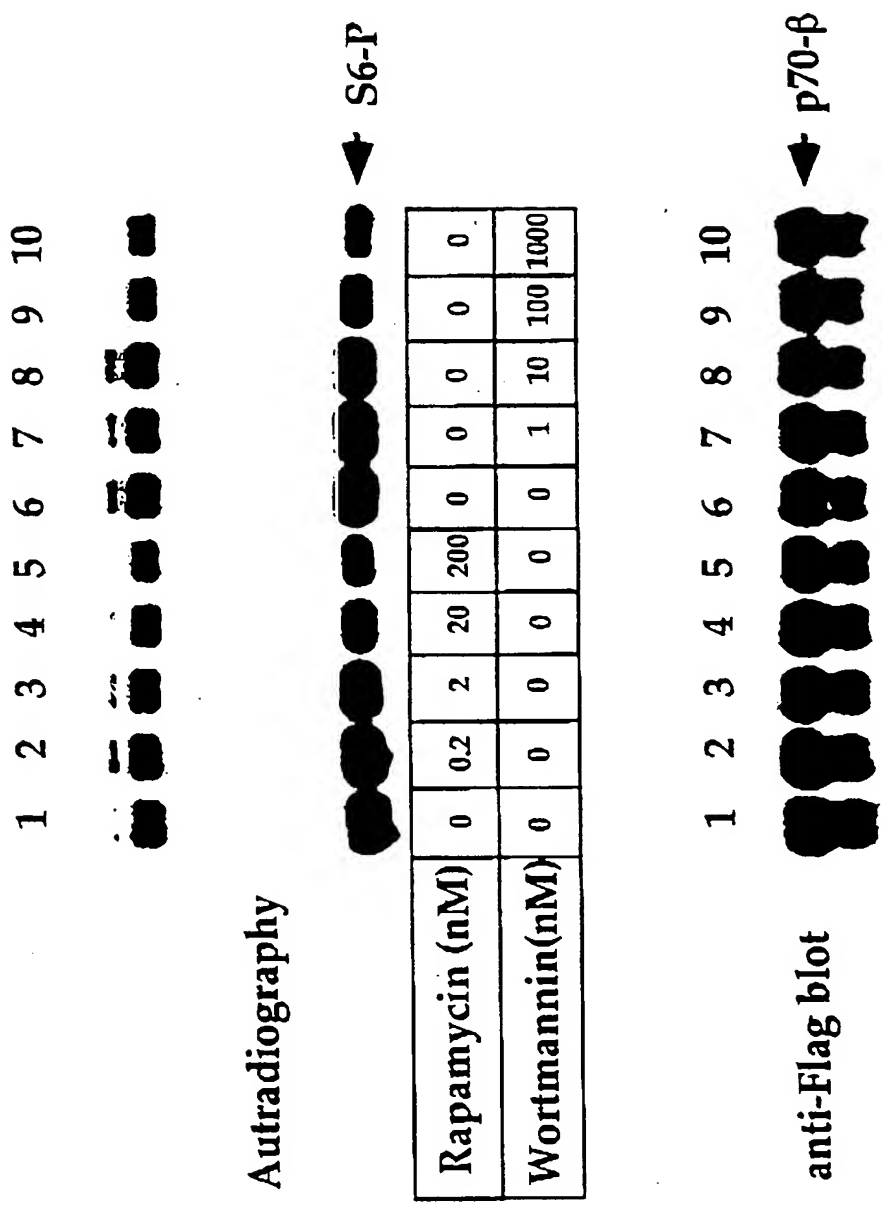 1 2 3 4 5 6 7 8 9 10
Autradiography
S6-P
Rapamycin (nM) 0 0.2 2 20 200 0 0 0 0 0
Wortmannin(nM) 0 0 0 0 0 0 1 10 100 1000
1 2 3 4 5 6 7 8 9 10
anti-Flag blot
p70-β